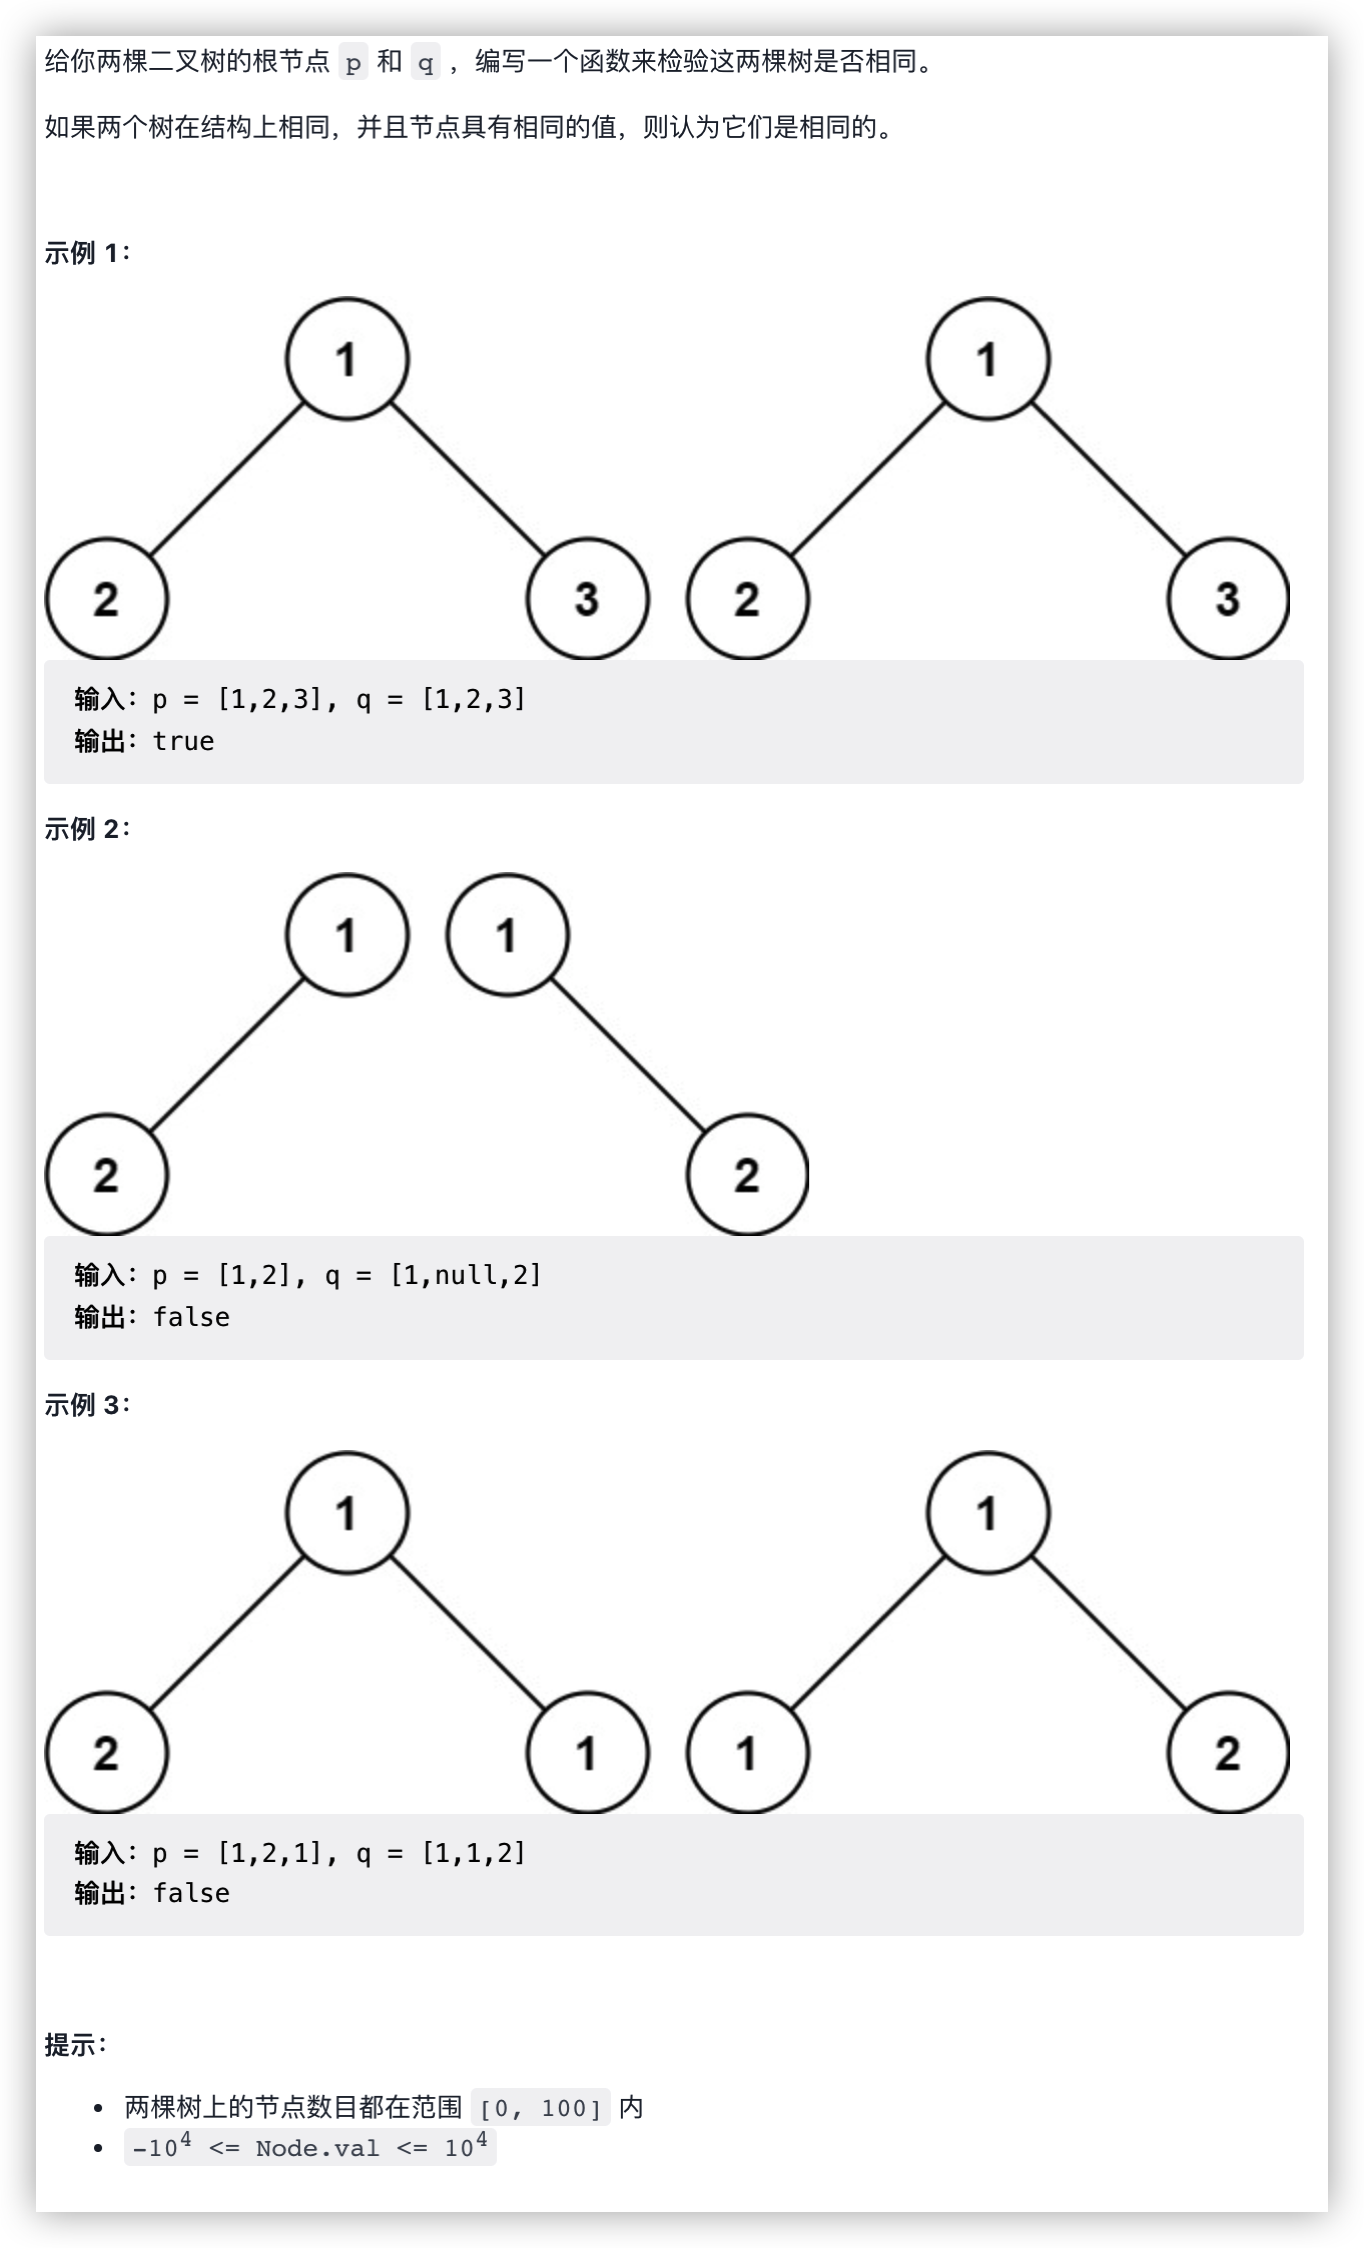 给你两棵二叉树的根节点 p 和 q ，编写一个函数来检验这两棵树是否相同。
如果两个树在结构上相同，并且节点具有相同的值，则认为它们是相同的。
示例 1：
1 1
2 3 2 3
输入：p = [1,2,3], q = [1,2,3]
输出：true
示例 2：
1 1
2 2
输入：p = [1,2], q = [1,null,2]
输出：false
示例 3：
1 1
2 1 1 2
输入：p = [1,2,1], q = [1,1,2]
输出：false
提示：
• 两棵树上的节点数目都在范围 [0, 100] 内
• -10⁴ <= Node.val <= 10⁴